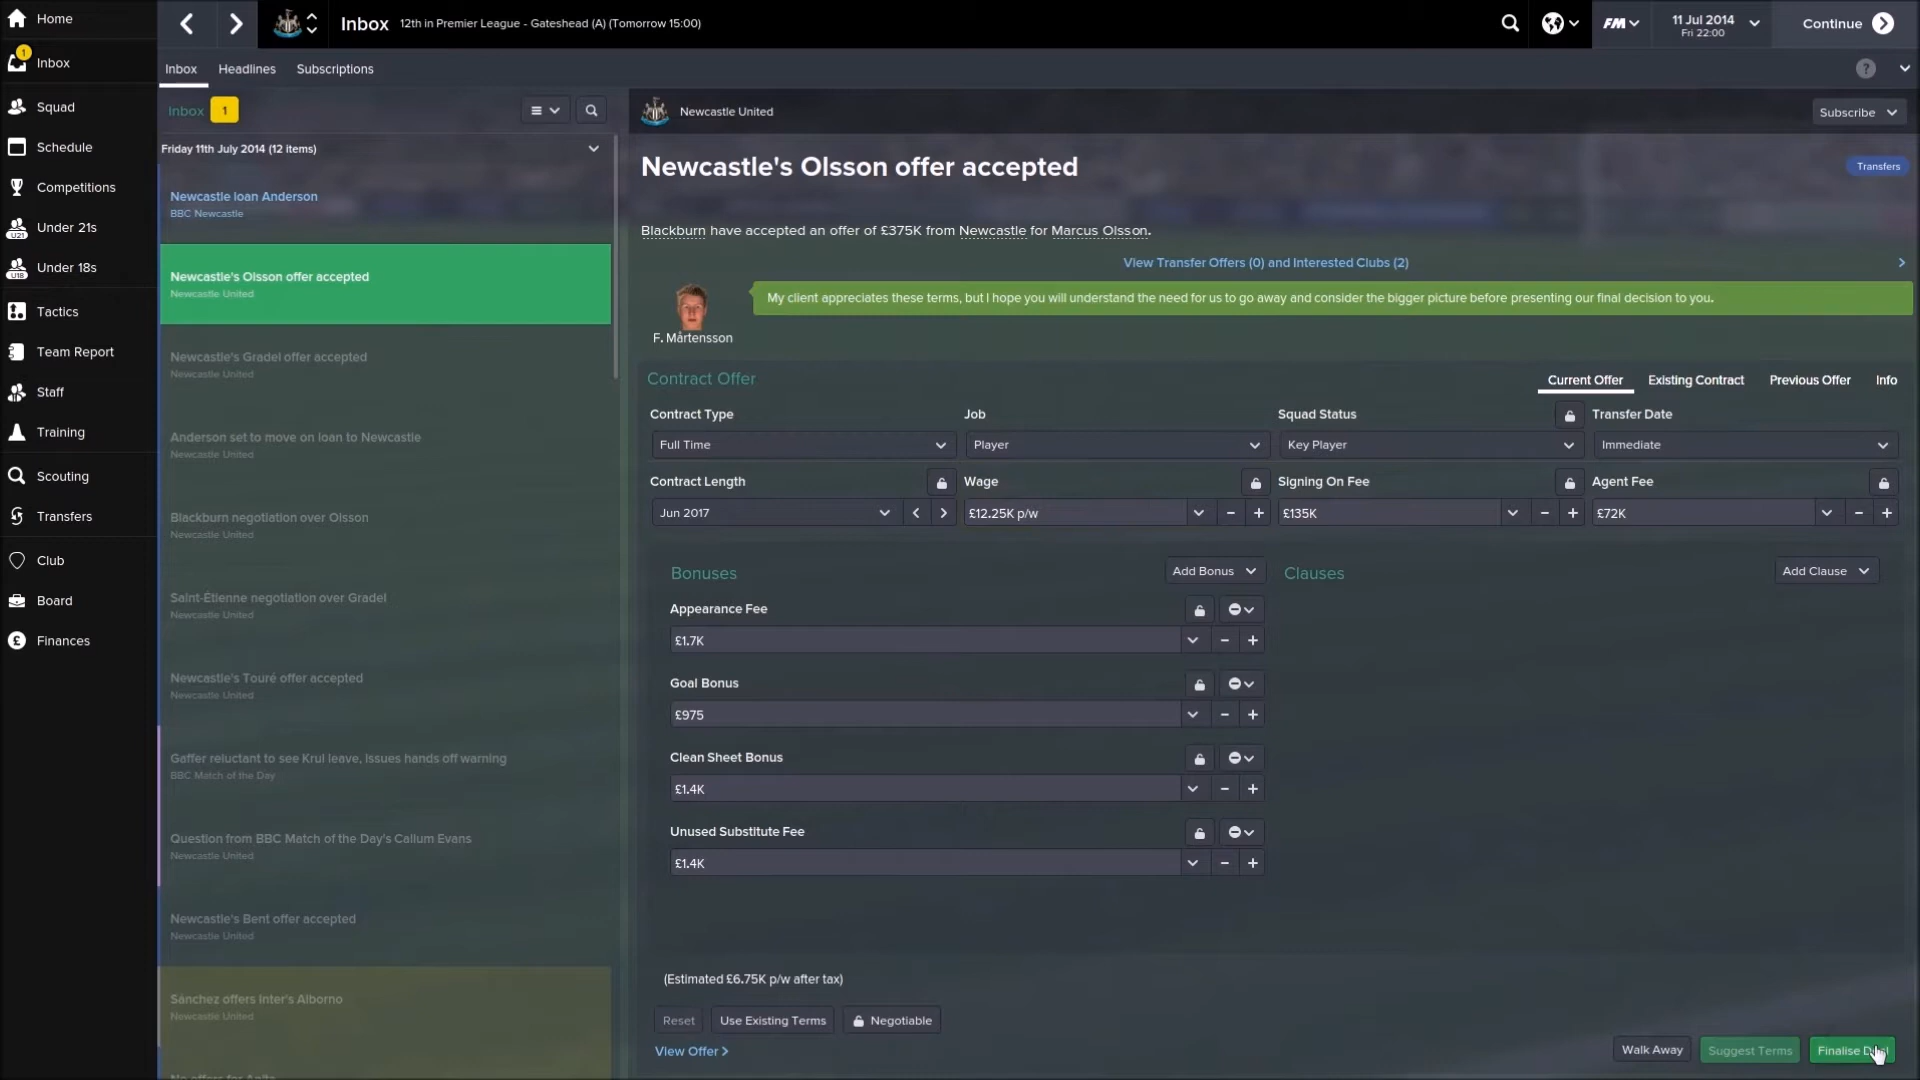 Home
Inbox
1
Squad
Schedule
Competitions
Under 21s
U21
Under 18s
U18
Tactics
Team Report
Staff
Training
Scouting
Transfers
Club
Board
Finances
Inbox 12th in Premier League - Gateshead (A) (Tomorrow 15:00)
FM
11 Jul 2014
Fri 22:00
Continue
Inbox Headlines Subscriptions
?
Inbox 1
Friday 11th July 2014 (12 items)
Newcastle loan Anderson
BBC Newcastle
Newcastle's Olsson offer accepted
Newcastle United
Newcastle's Gradel offer accepted
Newcastle United
Anderson set to move on loan to Newcastle
Newcastle United
Blackburn negotiation over Olsson
Newcastle United
Saint-Étienne negotiation over Gradel
Newcastle United
Newcastle's Touré offer accepted
Newcastle United
Gaffer reluctant to see Krul leave, issues hands off warning
BBC Match of the Day
Question from BBC Match of the Day's Callum Evans
Newcastle United
Newcastle's Bent offer accepted
Newcastle United
Sánchez offers Inter's Alborno
Newcastle United
Newcastle United
Subscribe
Newcastle's Olsson offer accepted
Transfers
Blackburn have accepted an offer of £375K from Newcastle for Marcus Olsson.
View Transfer Offers (0) and Interested Clubs (2)
My client appreciates these terms, but I hope you will understand the need for us to go away and consider the bigger picture before presenting our final decision to you.
F. Mårtensson
Contract Offer
Current Offer Existing Contract Previous Offer Info
Contract Type Job Squad Status Transfer Date
Full Time Player Key Player Immediate
Contract Length Wage Signing On Fee Agent Fee
Jun 2017 £12.25K p/w £135K £72K
Bonuses Add Bonus Clauses Add Clause
Appearance Fee
£1.7K
Goal Bonus
£975
Clean Sheet Bonus
£1.4K
Unused Substitute Fee
£1.4K
(Estimated £6.75K p/w after tax)
Reset Use Existing Terms Negotiable
View Offer
Walk Away Suggest Terms Finalise